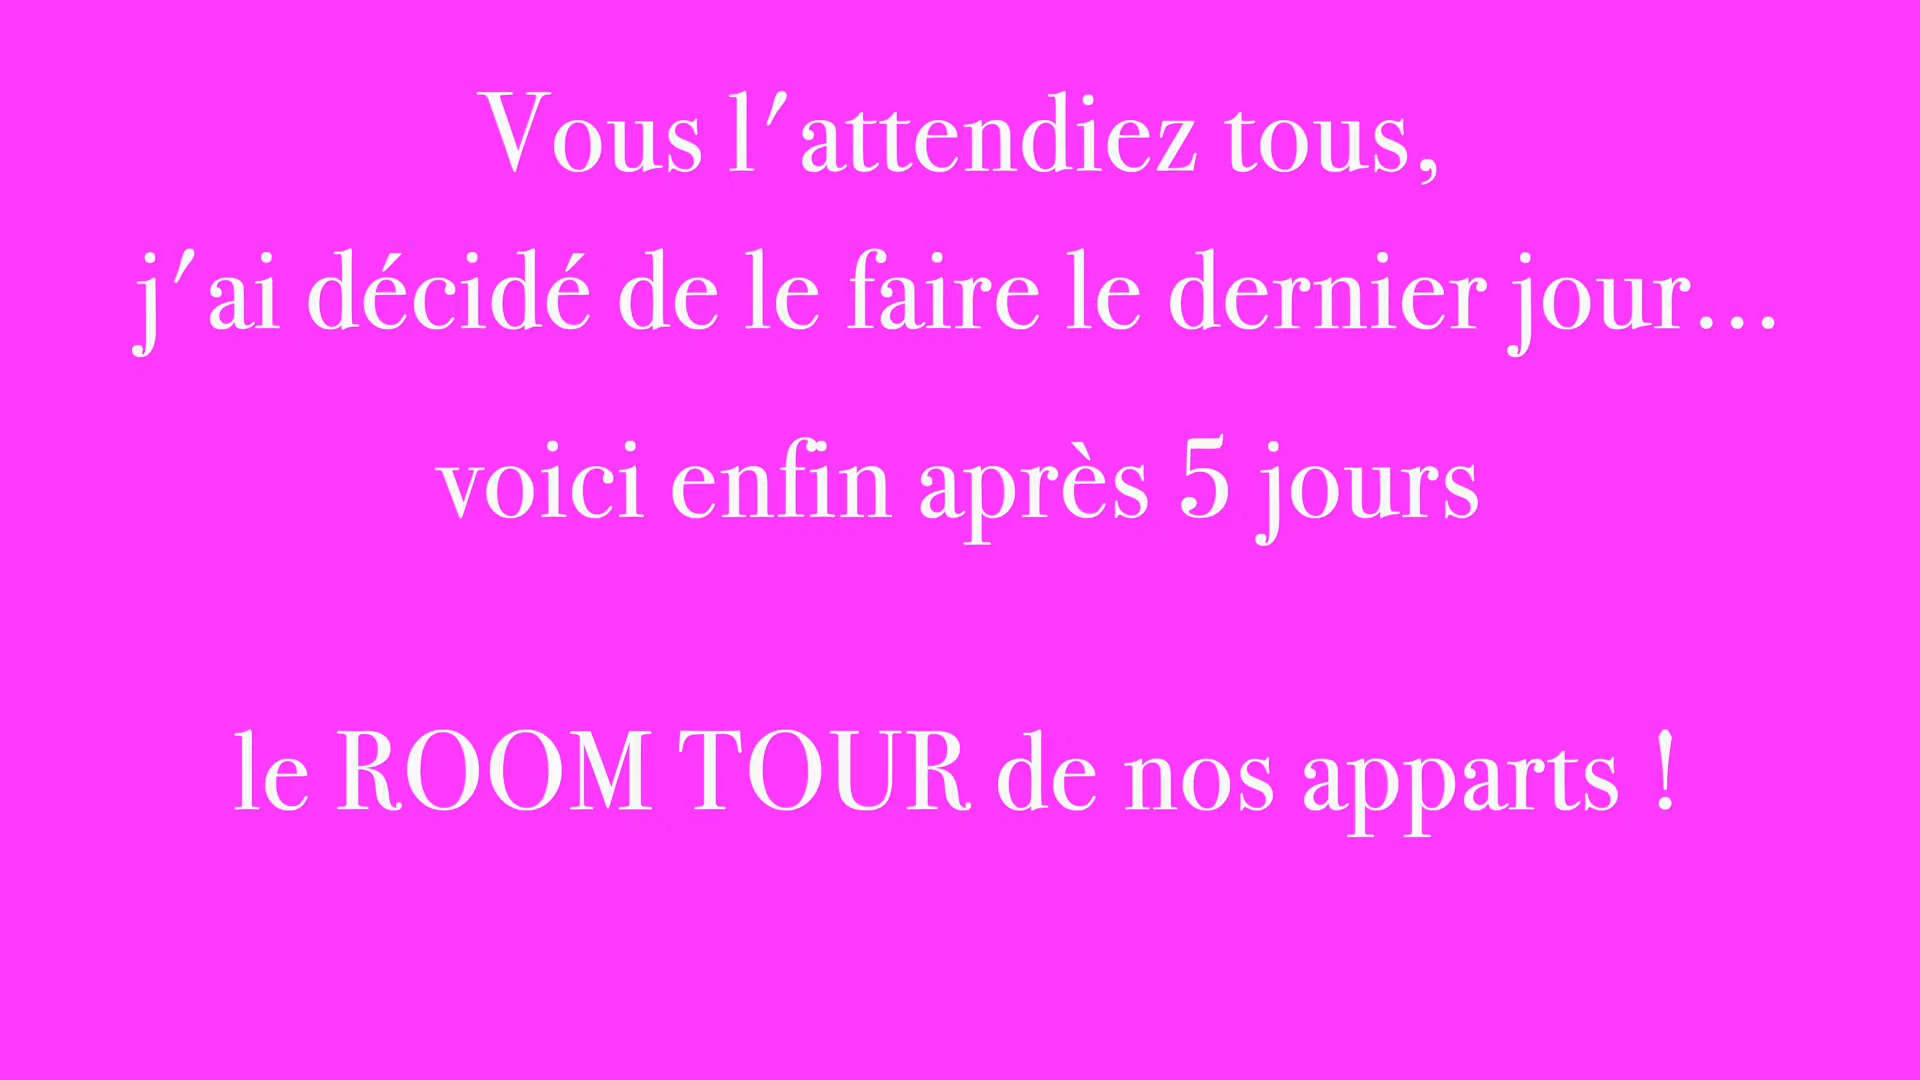 Vous l'attendiez tous,
j'ai décidé de le faire le dernier jour...
voici enfin après 5 jours
le ROOM TOUR de nos apparts !